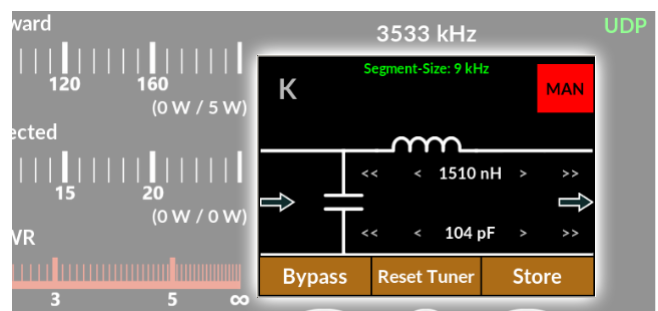 ward
3533 kHz
UDP
120 160
(0 W / 5 W)
K
Segment-Size: 9 kHz
MAN
ected
15 20
(0 W / 0 W)
<< < 1510 nH > >>
<< < 104 pF > >>
WR
3 5 ∞
Bypass Reset Tuner Store